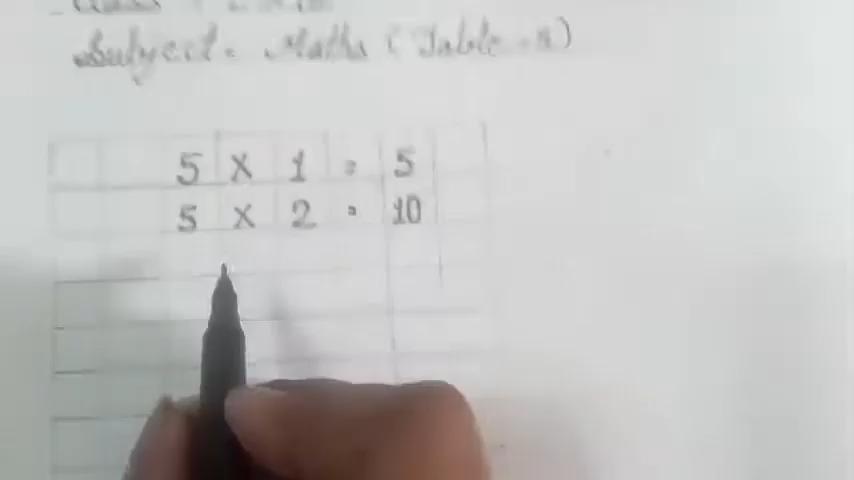 Subject = Maths (Table - 5)
5 X 1 = 5
5 X 2 = 10